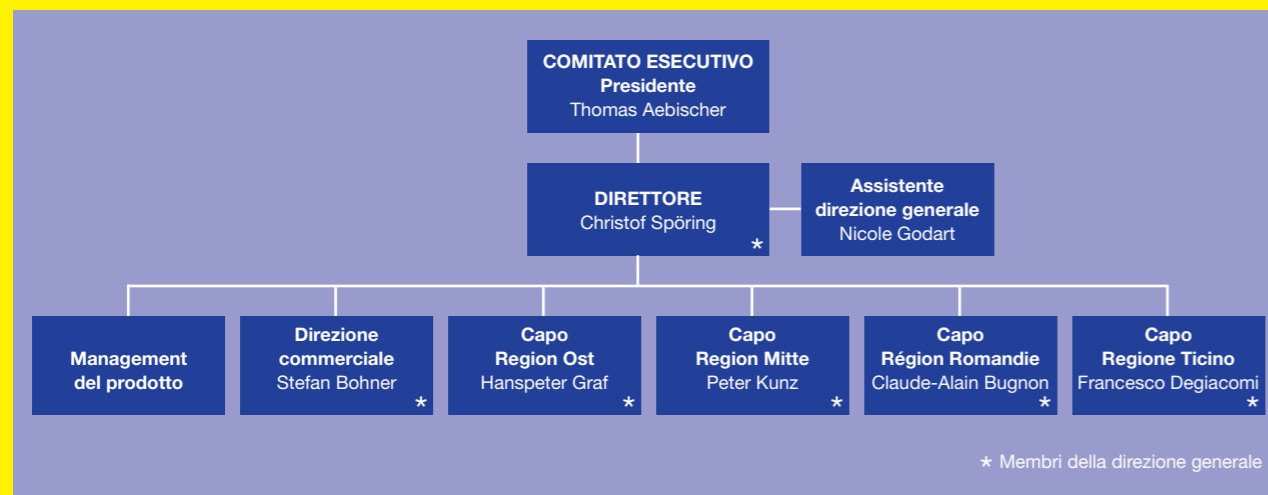 COMITATO ESECUTIVO
Presidente
Thomas Aebischer
DIRETTORE
Christof Spöring
*
Assistente
direzione generale
Nicole Godart
Management
del prodotto
Direzione
commerciale
Stefan Bohner
*
Capo
Region Ost
Hanspeter Graf
*
Capo
Region Mitte
Peter Kunz
*
Capo
Région Romandie
Claude-Alain Bugnon
*
Capo
Regione Ticino
Francesco Degiacomi
*
* Membri della direzione generale